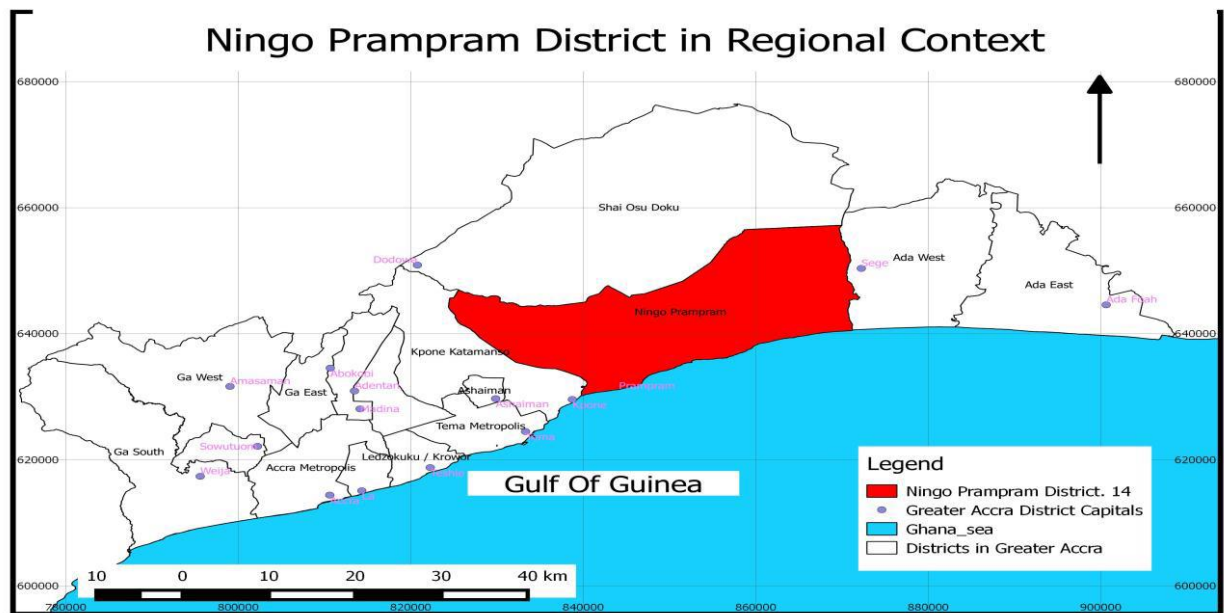 Ningo Prampram District in Regional Context
680000
680000
660000
Shai Osu Doku
660000
Dodowa
Sege
Ada West
Ada East
Ada Foah
Ningo Prampram
640000
640000
Kpone Katamanso
Ga West
Amasaman
Abokobi
Ga East
Adentan
Madina
Ashaiman
Ashaiman
Prampram
Kpone
Tema Metropolis
Tema
Ga South
Sowutuom
Accra Metropolis
Ledzokuku / Krowor
620000
620000
Weija
Gulf Of Guinea
Legend
Ningo Prampram District. 14
Greater Accra District Capitals
Ghana_sea
Districts in Greater Accra
10 0 10 20 30 40 km
600000
600000
780000 800000 820000 840000 860000 880000 900000